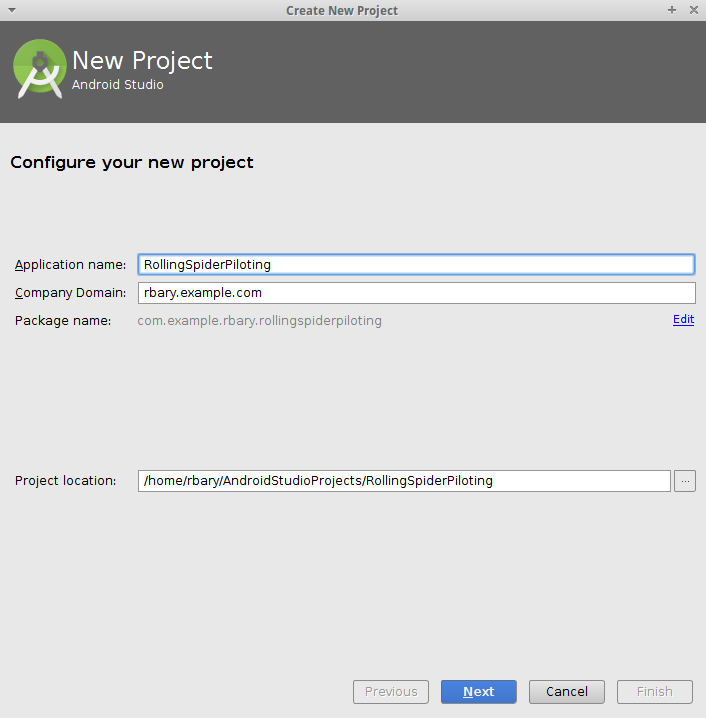 Create New Project
New Project
Android Studio
Configure your new project
Application name: RollingSpiderPiloting
Company Domain: rbary.example.com
Package name: com.example.rbary.rollingspiderpiloting Edit
Project location: /home/rbary/AndroidStudioProjects/RollingSpiderPiloting ...
Previous Next Cancel Finish